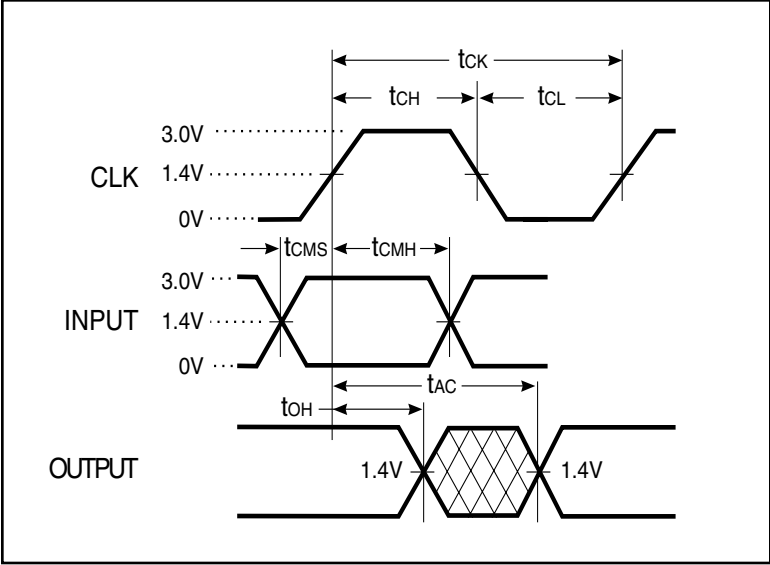 tCK
tCH tCL
3.0V
CLK 1.4V
0V
tCMS tCMH
3.0V
INPUT 1.4V
0V
tAC
tOH
OUTPUT 1.4V 1.4V